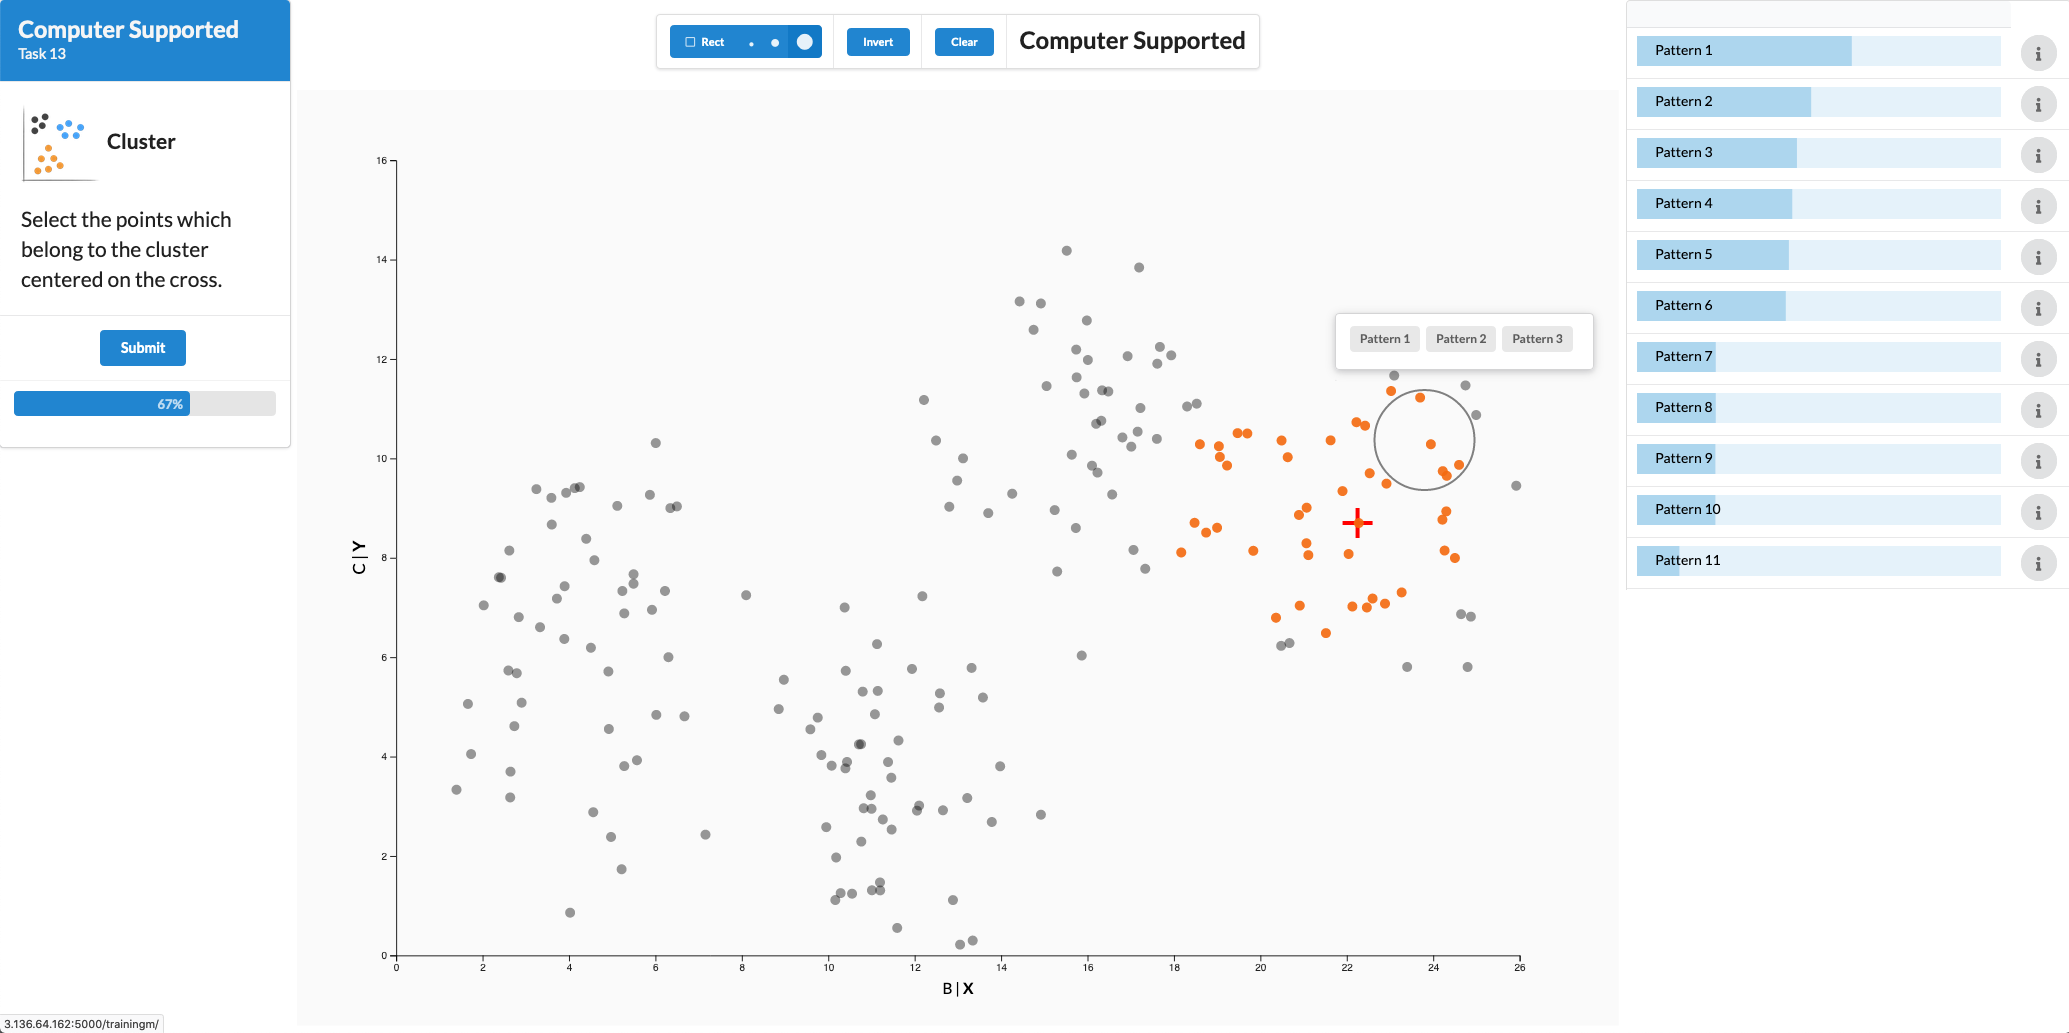 Computer Supported
Task 13
Cluster
Select the points which
belong to the cluster
centered on the cross.
Submit
67%
Rect
Invert
Clear
Computer Supported
Pattern 1 Pattern 2 Pattern 3
16
14
12
10
8
6
4
2
0
C|Y
0 2 4 6 8 10 12 14 16 18 20 22 24 26
B|X
Pattern 1
Pattern 2
Pattern 3
Pattern 4
Pattern 5
Pattern 6
Pattern 7
Pattern 8
Pattern 9
Pattern 10
Pattern 11
3.136.64.162:5000/trainingm/